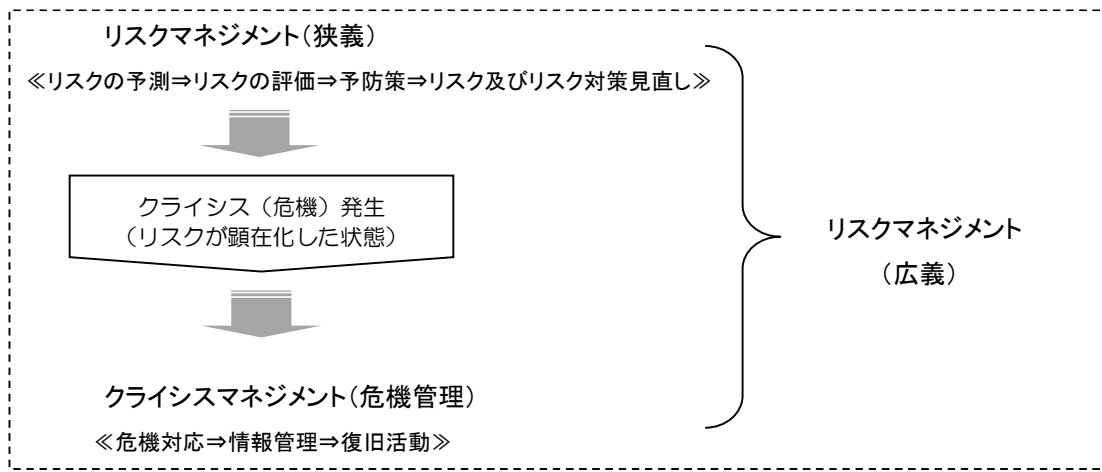 リスクマネジメント（狭義）
≪リスクの予測⇒リスクの評価⇒予防策⇒リスク及びリスク対策見直し≫
クライシス（危機）発生
（リスクが顕在化した状態）
リスクマネジメント
（広義）
クライシスマネジメント（危機管理）
≪危機対応⇒情報管理⇒復旧活動≫